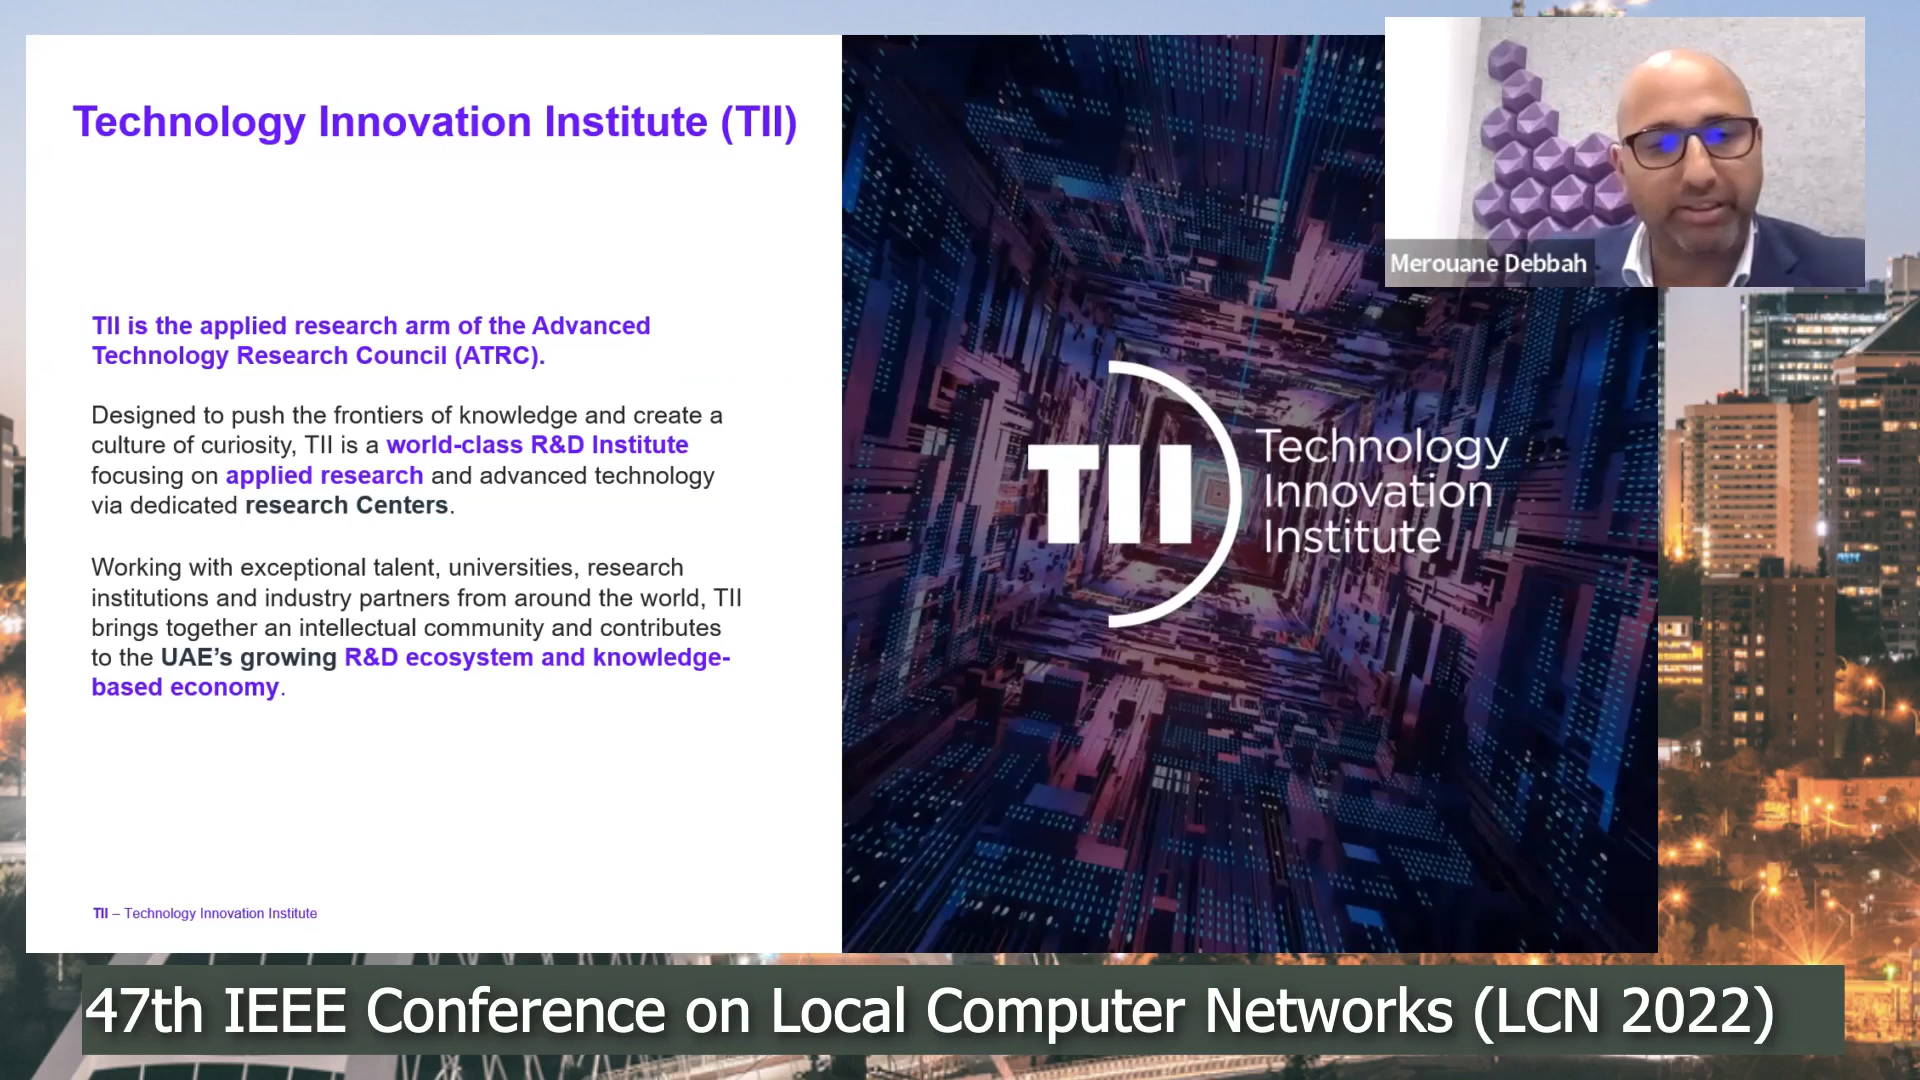 Technology Innovation Institute (TII)
TII is the applied research arm of the Advanced
Technology Research Council (ATRC).
Designed to push the frontiers of knowledge and create a
culture of curiosity, TII is a world-class R&D Institute
focusing on applied research and advanced technology
via dedicated research Centers.
Working with exceptional talent, universities, research
institutions and industry partners from around the world, TII
brings together an intellectual community and contributes
to the UAE’s growing R&D ecosystem and knowledge-
based economy.
TII – Technology Innovation Institute
TII
Technology
Innovation
Institute
Merouane Debbah
47th IEEE Conference on Local Computer Networks (LCN 2022)